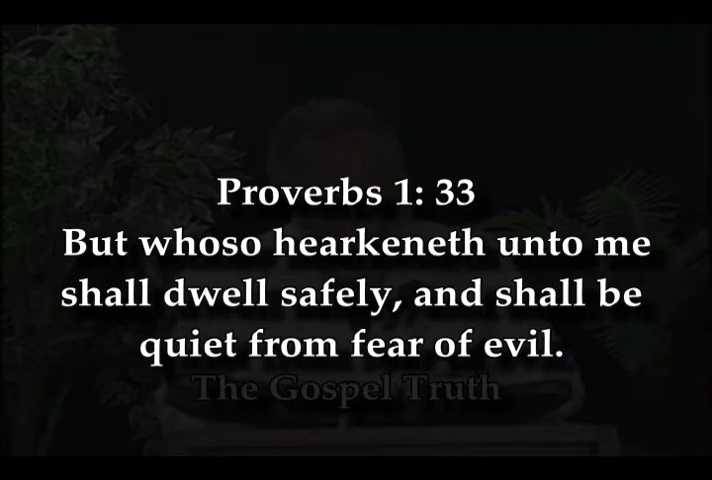 Proverbs 1: 33
But whoso hearkeneth unto me
shall dwell safely, and shall be
quiet from fear of evil.
The Gospel Truth